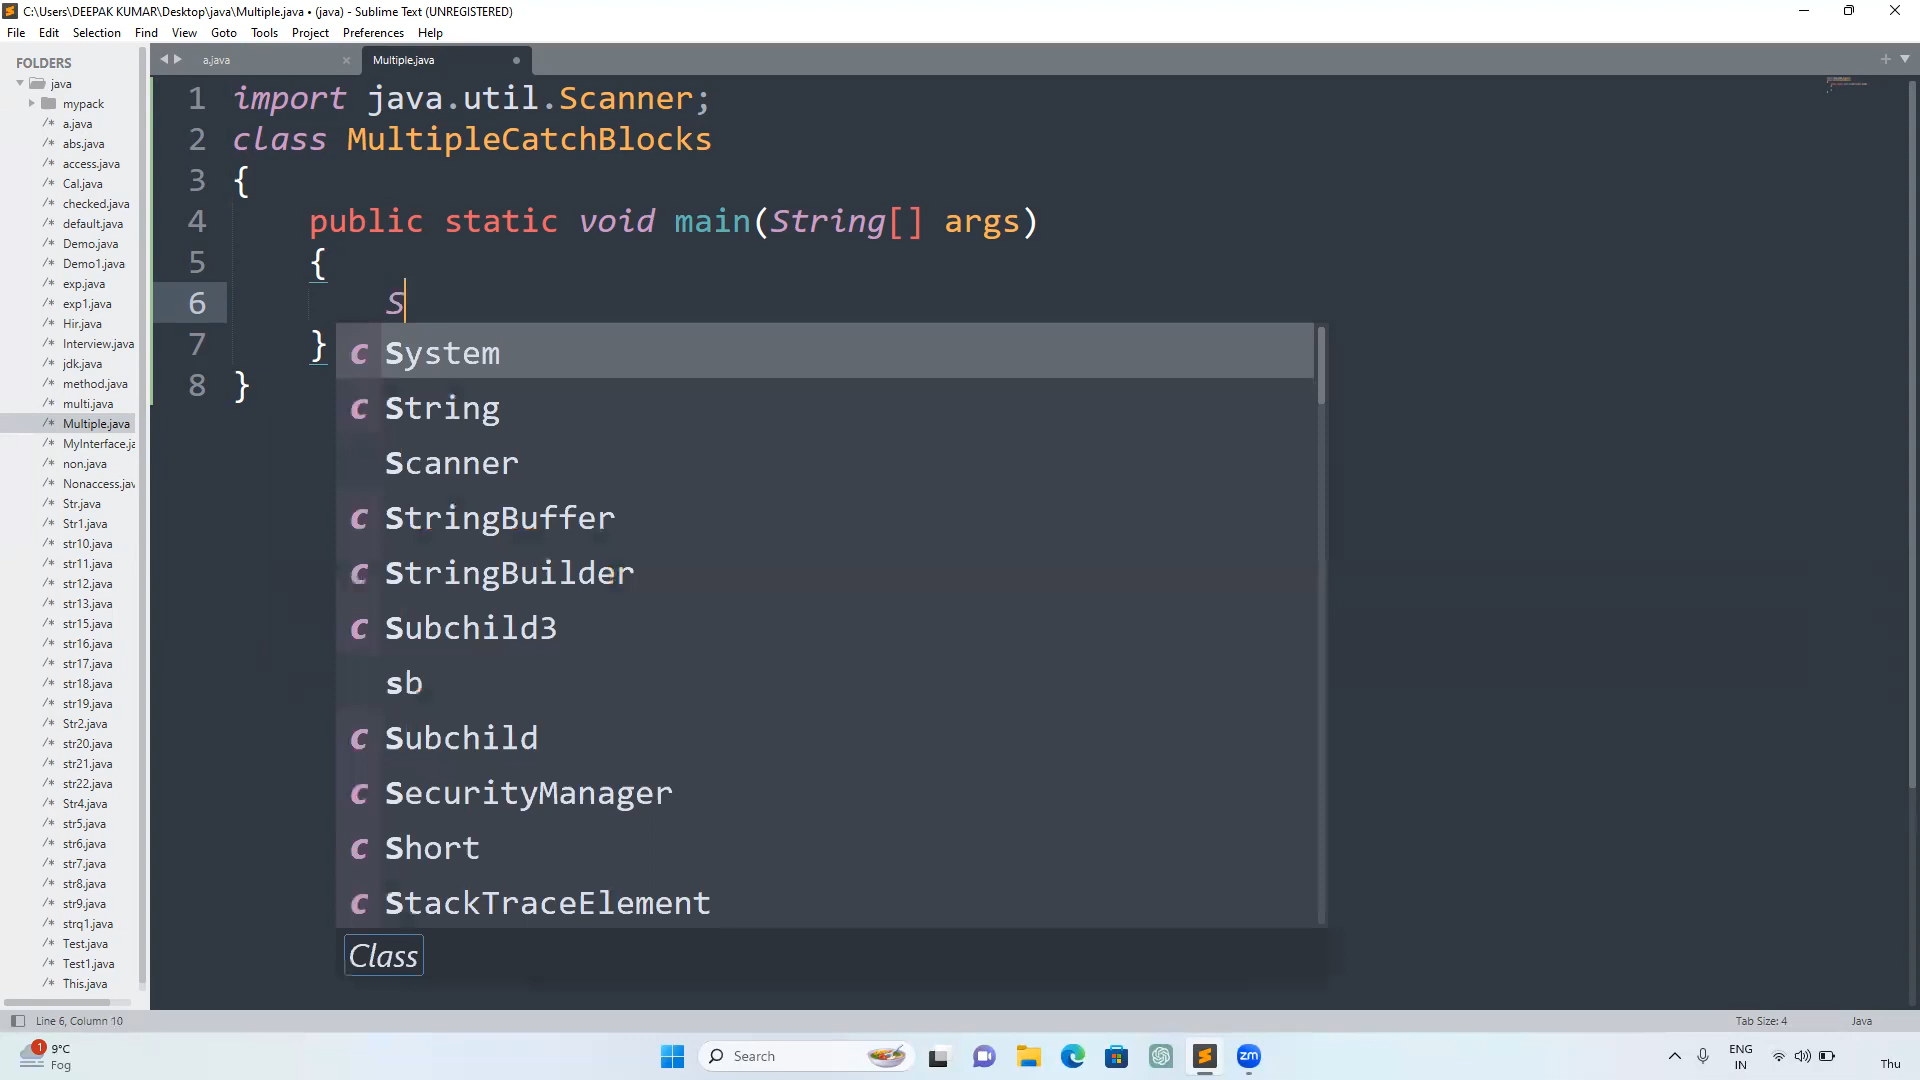 C:\Users\DEEPAK KUMAR\Desktop\java\Multiple.java • (java) - Sublime Text (UNREGISTERED)
File Edit Selection Find View Goto Tools Project Preferences Help
FOLDERS
java
mypack
/* a.java
/* abs.java
/* access.java
/* Cal.java
/* checked.java
/* default.java
/* Demo.java
/* Demo1.java
/* exp.java
/* exp1.java
/* Hir.java
/* Interview.java
/* jdk.java
/* method.java
/* multi.java
/* Multiple.java
/* MyInterface.ja
/* non.java
/* Nonaccess.jav
/* Str.java
/* Str1.java
/* str10.java
/* str11.java
/* str12.java
/* str13.java
/* str15.java
/* str16.java
/* str17.java
/* str18.java
/* str19.java
/* Str2.java
/* str20.java
/* str21.java
/* str22.java
/* Str4.java
/* str5.java
/* str6.java
/* str7.java
/* str8.java
/* str9.java
/* strq1.java
/* Test.java
/* Test1.java
/* This.java
a.java
Multiple.java
1 import java.util.Scanner;
2 class MultipleCatchBlocks
3 {
4 public static void main(String[] args)
5 {
6 S
7 }
8 }
c System
c String
Scanner
c StringBuffer
c StringBuilder
c Subchild3
sb
c Subchild
c SecurityManager
c Short
c StackTraceElement
Class
Line 6, Column 10
Tab Size: 4
Java
1
9°C
Fog
Search
zm
ENG
IN
Thu